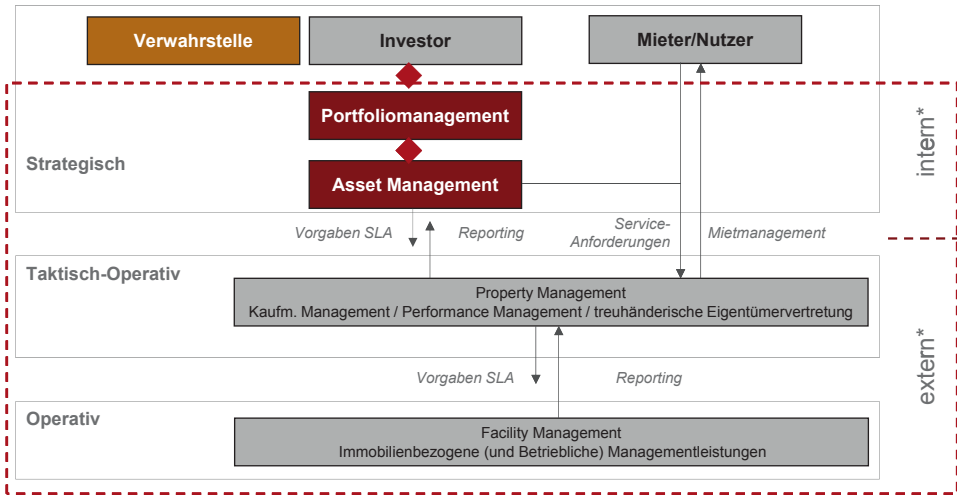 Verwahrstelle
Investor
Mieter/Nutzer
Portfoliomanagement
Strategisch
Asset Management
intern*
Vorgaben SLA
Reporting
Service-
Anforderungen
Mietmanagement
Taktisch-Operativ
Property Management
Kaufm. Management / Performance Management / treuhänderische Eigentümervertretung
extern*
Vorgaben SLA
Reporting
Operativ
Facility Management
Immobilienbezogene (und Betriebliche) Managementleistungen